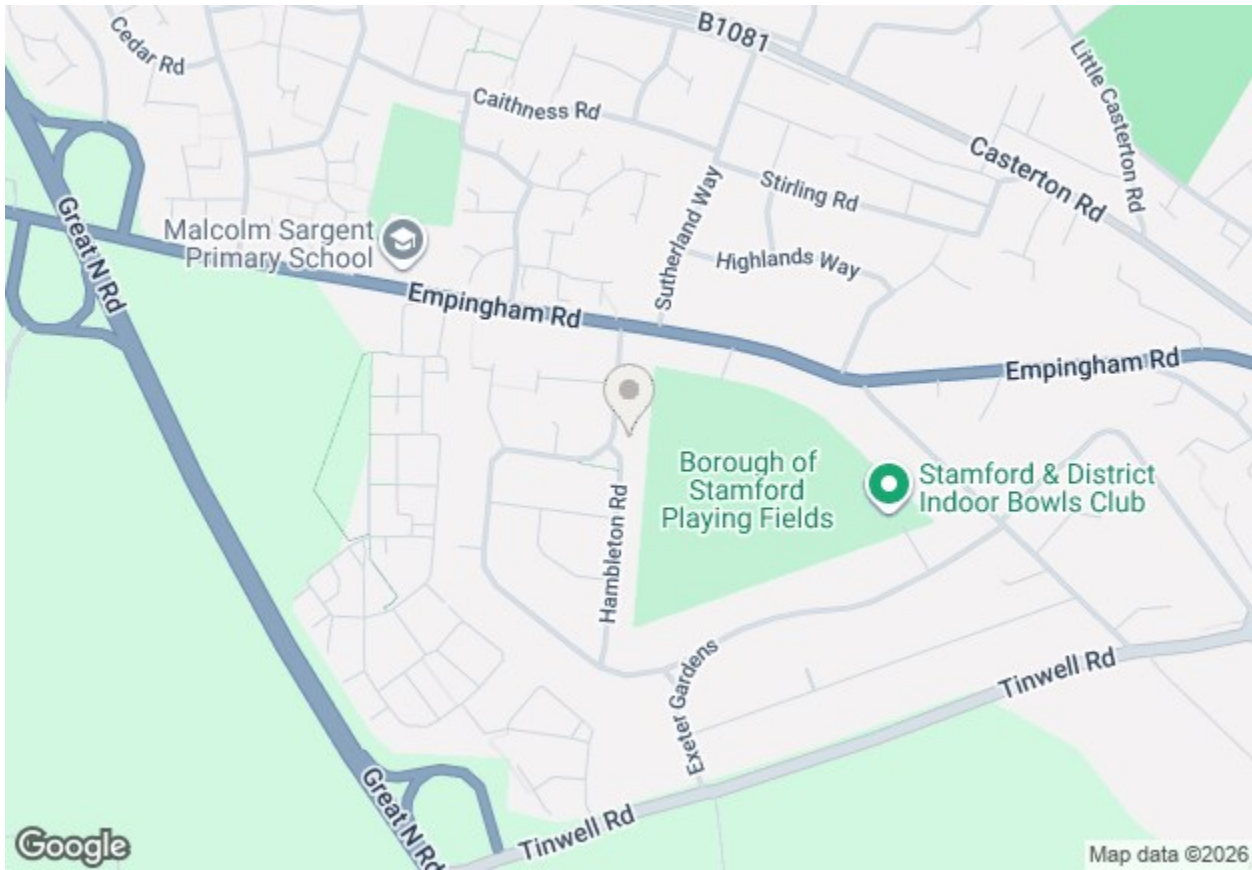 B1081
Cedar Rd
Little Casterton Rd
Caithness Rd
Casterton Rd
Stirling Rd
Sutherland Way
Great N Rd
Malcolm Sargent
Primary School
Highlands Way
Empingham Rd
Empingham Rd
Borough of
Stamford
Playing Fields
Stamford & District
Indoor Bowls Club
Hambleton Rd
Exeter Gardens
Tinwell Rd
Great N Rd
Tinwell Rd
Google
Map data ©2026